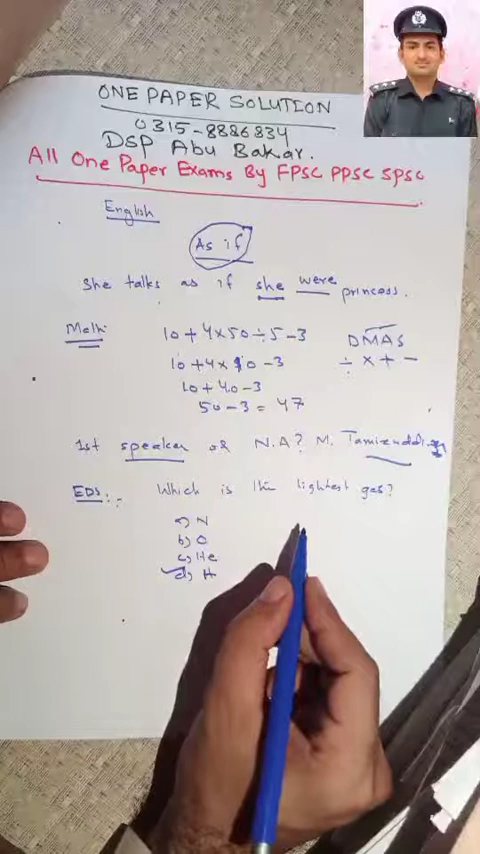 ONE PAPER SOLUTION
0315-8886834
DSP Abu Bakar.
All One Paper Exams By FPSC PPSC SPSC
English
As if
She talks as if she were princess.
Math:
10 + 4x50 ÷ 5 - 3
DMAS
10 + 4 x 10 - 3
÷ x + -
10 + 40 - 3
50 - 3 = 47
1st speaker of N.A? M. Tamizuddin
EDS:-
Which is the lightest gas?
a) N
b) O
c) He
d) H